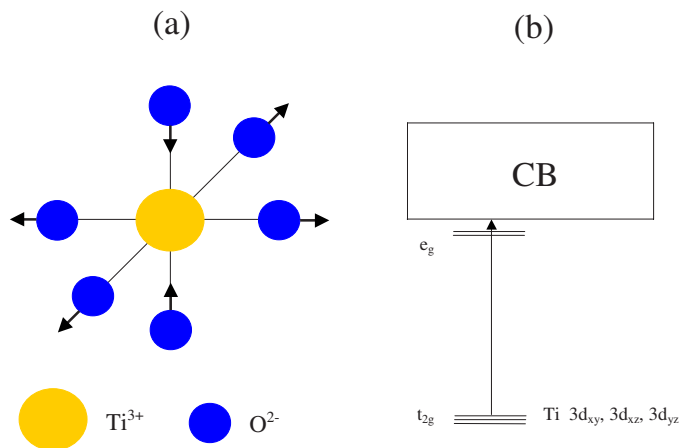 (a)
(b)
CB
e_g
t_2g Ti 3d_xy, 3d_xz, 3d_yz
Ti^3+ O^2-